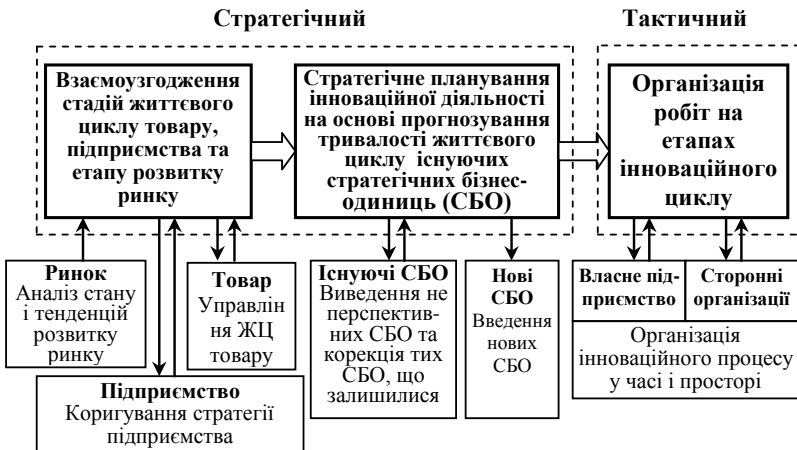 Стратегічний
Тактичний
Взаємоузгодження
стадій життєвого
циклу товару,
підприємства та
етапу розвитку
ринку
Стратегічне планування
інноваційної діяльності
на основі прогнозування
тривалості життєвого
циклу існуючих
стратегічних бізнес-
одиниць (СБО)
Організація
робіт на
етапах
інноваційного
циклу
Ринок
Аналіз стану
і тенденцій
розвитку
ринку
Підприємство
Коригування стратегії
підприємства
Товар
Управлін
ня ЖЦ
товару
Існуючі СБО
Виведення не
перспектив-
них СБО та
корекція тих
СБО, що
залишилися
Нові
СБО
Введення
нових
СБО
Власне під-
приємство
Сторонні
організації
Організація
інноваційного процесу
у часі і просторі